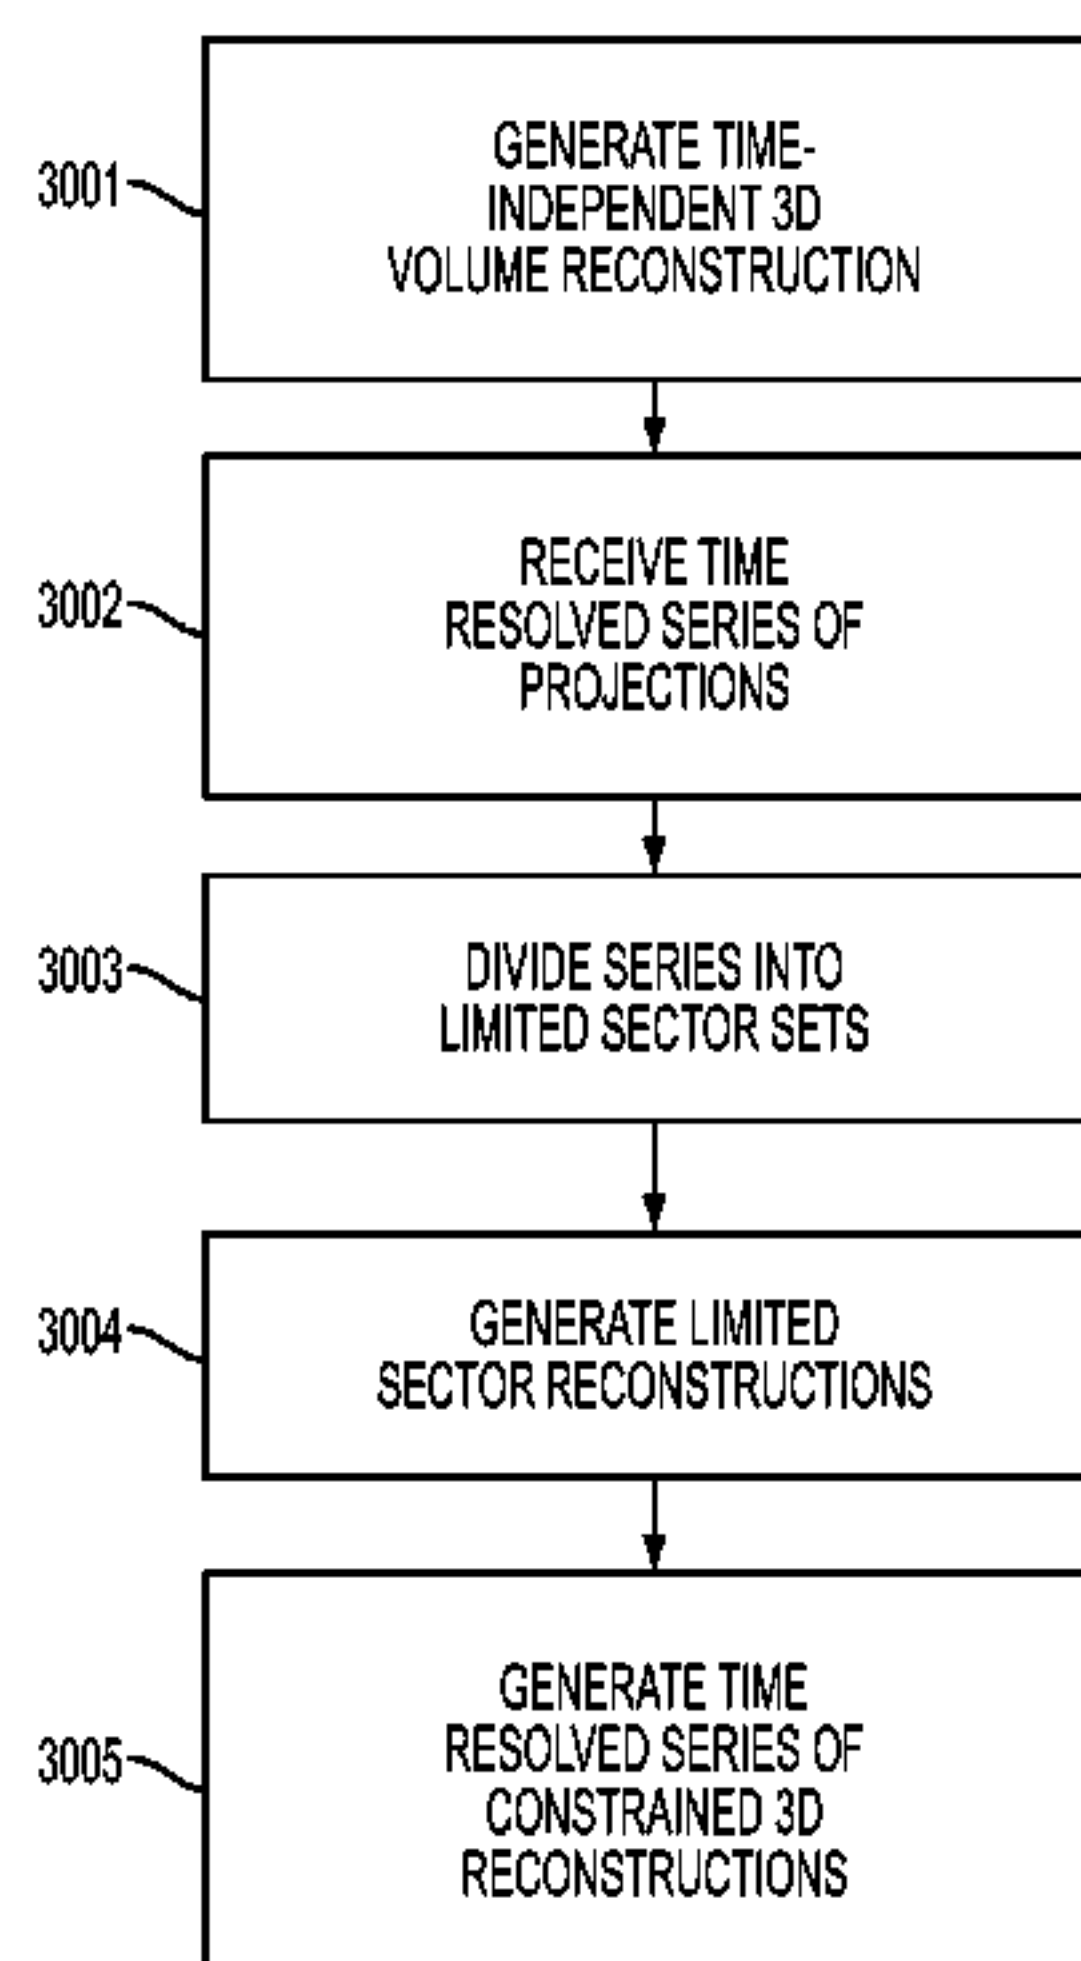 3001
GENERATE TIME-
INDEPENDENT 3D
VOLUME RECONSTRUCTION
3002
RECEIVE TIME
RESOLVED SERIES OF
PROJECTIONS
3003
DIVIDE SERIES INTO
LIMITED SECTOR SETS
3004
GENERATE LIMITED
SECTOR RECONSTRUCTIONS
3005
GENERATE TIME
RESOLVED SERIES OF
CONSTRAINED 3D
RECONSTRUCTIONS